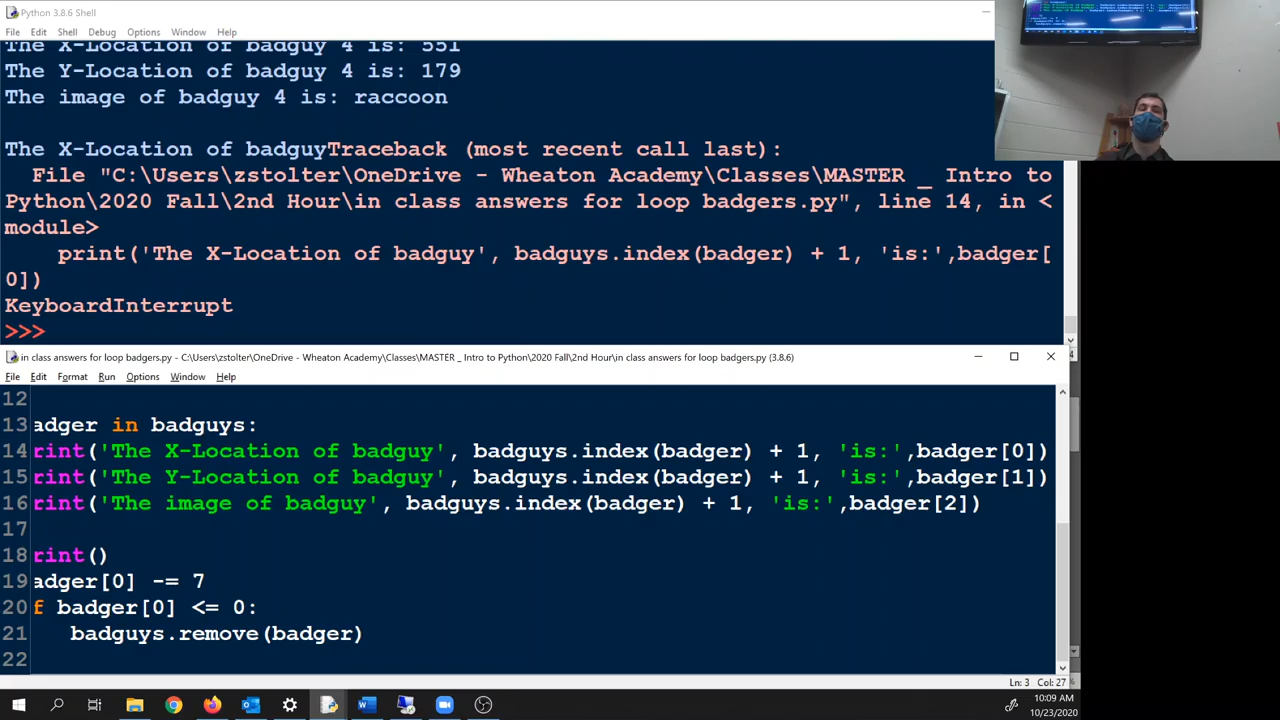 Python 3.8.6 Shell
File Edit Shell Debug Options Window Help
The X-Location of badguy 4 is: 551
The Y-Location of badguy 4 is: 179
The image of badguy 4 is: raccoon
The X-Location of badguyTraceback (most recent call last):
File "C:\Users\zstolter\OneDrive - Wheaton Academy\Classes\MASTER _ Intro to
Python\2020 Fall\2nd Hour\in class answers for loop badgers.py", line 14, in <
module>
print('The X-Location of badguy', badguys.index(badger) + 1, 'is:',badger[
0])
KeyboardInterrupt
>>>
in class answers for loop badgers.py - C:\Users\zstolter\OneDrive - Wheaton Academy\Classes\MASTER _ Intro to Python\2020 Fall\2nd Hour\in class answers for loop badgers.py (3.8.6)
File Edit Format Run Options Window Help
12
13 adger in badguys:
14 rint('The X-Location of badguy', badguys.index(badger) + 1, 'is:',badger[0])
15 rint('The Y-Location of badguy', badguys.index(badger) + 1, 'is:',badger[1])
16 rint('The image of badguy', badguys.index(badger) + 1, 'is:',badger[2])
17
18 rint()
19 adger[0] -= 7
20 f badger[0] <= 0:
21 badguys.remove(badger)
22
Ln: 3 Col: 27
10:09 AM
10/23/2020